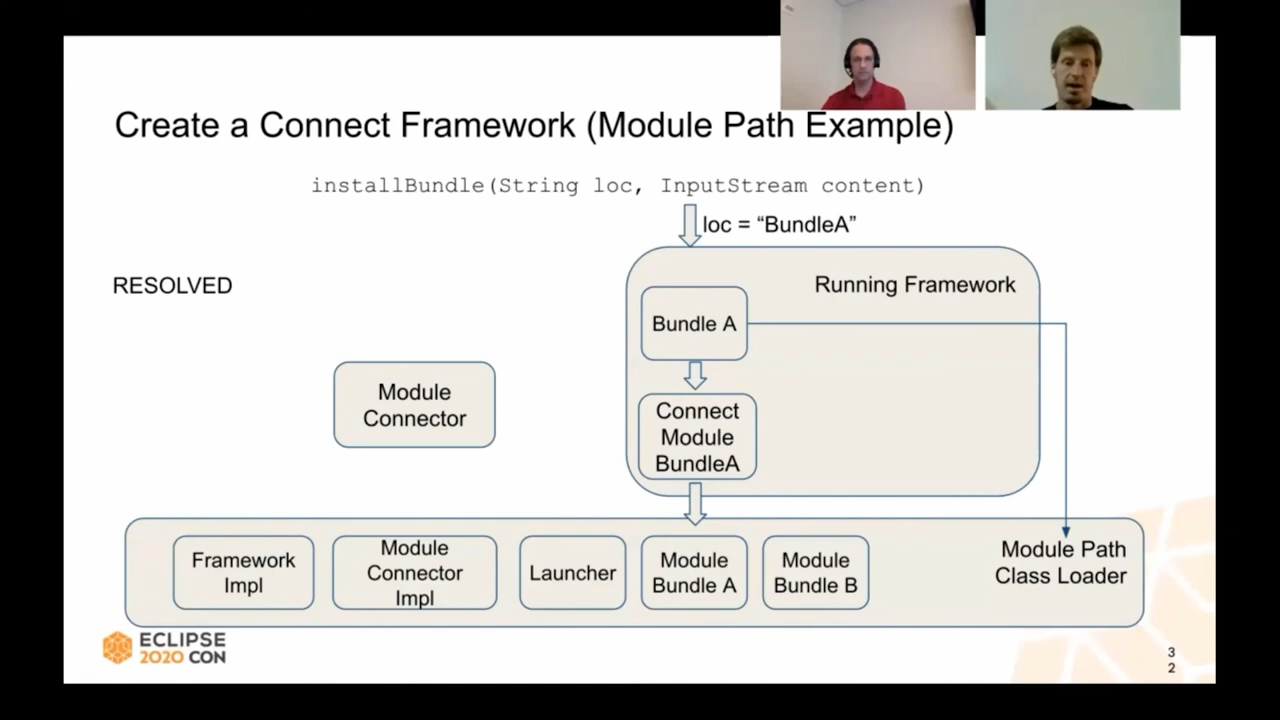 Create a Connect Framework (Module Path Example)
installBundle(String loc, InputStream content)
loc = “BundleA”
RESOLVED
Running Framework
Bundle A
Module
Connector
Connect
Module
BundleA
Framework
Impl
Module
Connector
Impl
Launcher
Module
Bundle A
Module
Bundle B
Module Path
Class Loader
ECLIPSE
2020 CON
3
2